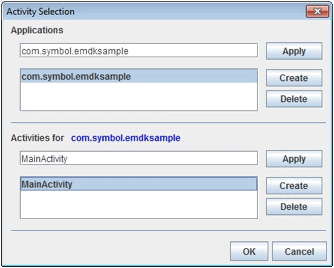 Activity Selection
Applications
com.symbol.emdksample
Apply
com.symbol.emdksample
Create
Delete
Activities for com.symbol.emdksample
MainActivity
Apply
MainActivity
Create
Delete
OK Cancel